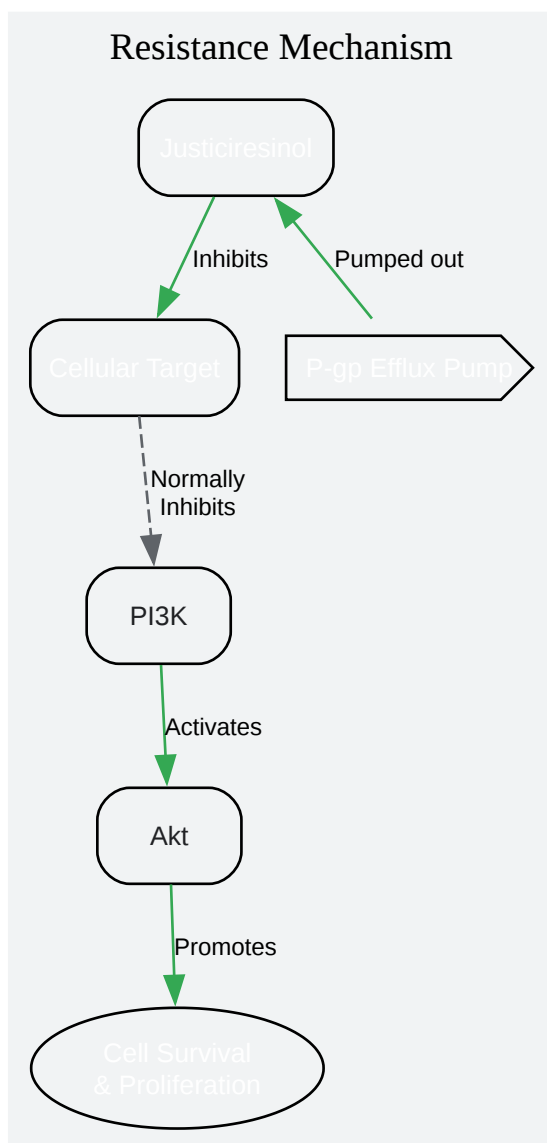 Resistance Mechanism
Justiciresinol
Inhibits
Pumped out
Cellular Target
P-gp Efflux Pump
Normally
Inhibits
PI3K
Activates
Akt
Promotes
Cell Survival
& Proliferation